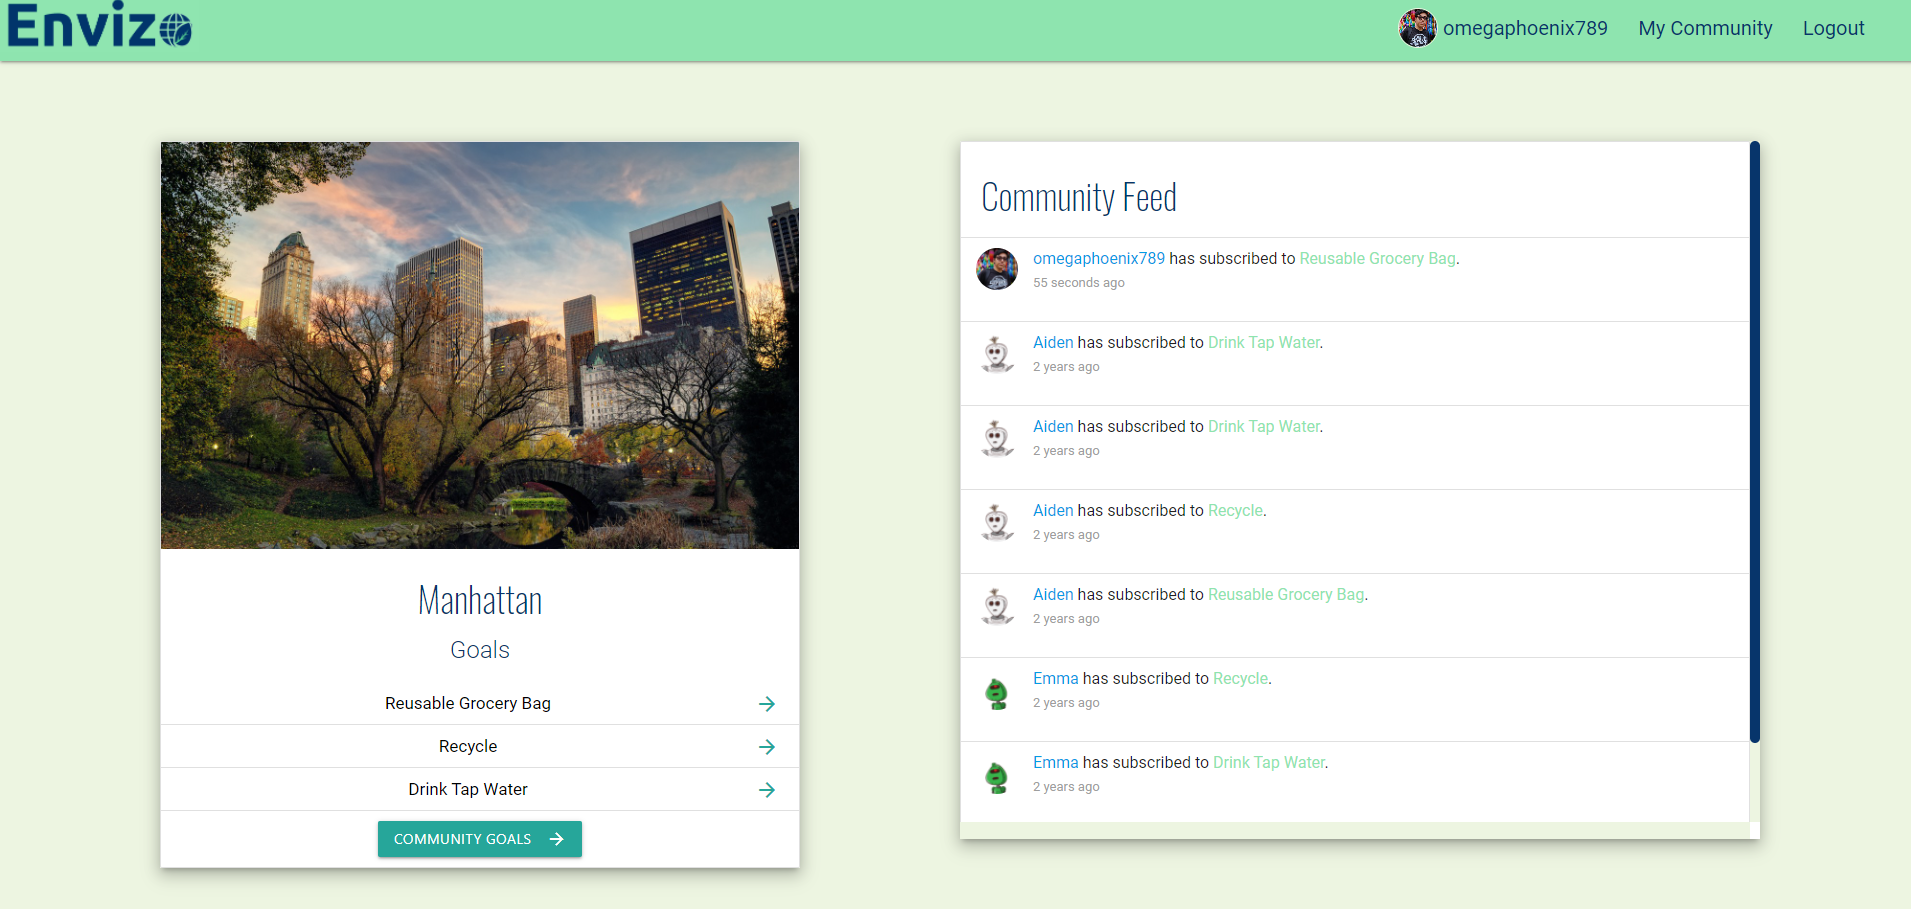 Enviz
omegaphoenix789
My Community
Logout
Manhattan
Goals
Reusable Grocery Bag
Recycle
Drink Tap Water
COMMUNITY GOALS
Community Feed
omegaphoenix789 has subscribed to Reusable Grocery Bag.
55 seconds ago
Aiden has subscribed to Drink Tap Water.
2 years ago
Aiden has subscribed to Drink Tap Water.
2 years ago
Aiden has subscribed to Recycle.
2 years ago
Aiden has subscribed to Reusable Grocery Bag.
2 years ago
Emma has subscribed to Recycle.
2 years ago
Emma has subscribed to Drink Tap Water.
2 years ago